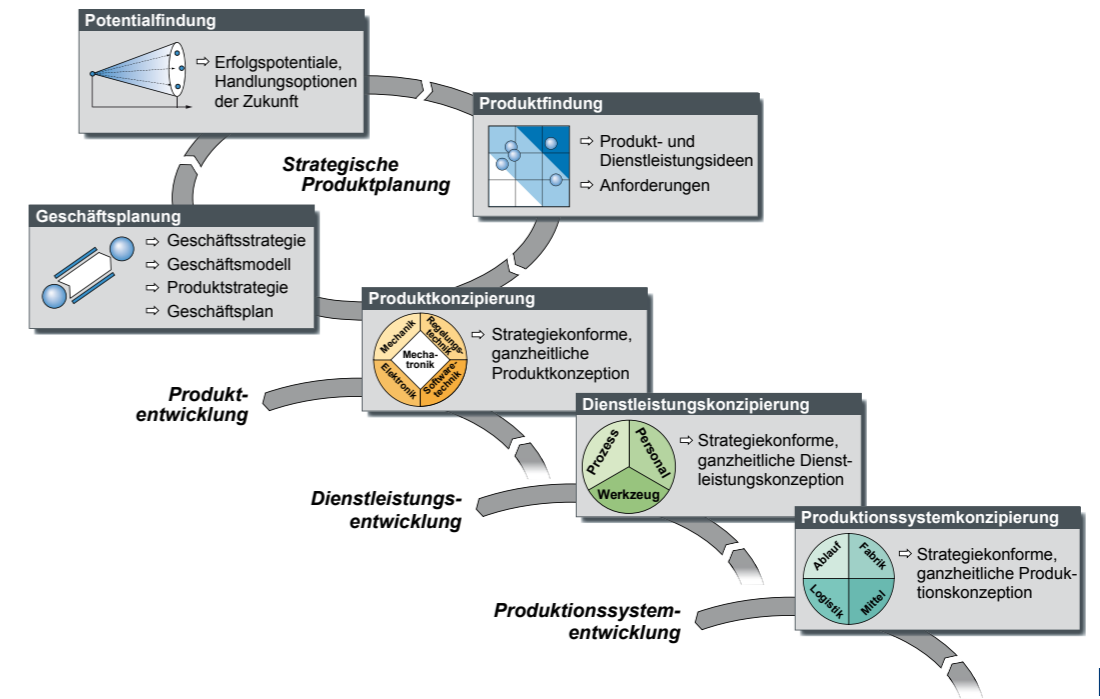 Potentialfindung
⇨ Erfolgspotentiale,
Handlungsoptionen
der Zukunft
Produktfindung
⇨ Produkt- und
Dienstleistungsideen
⇨ Anforderungen
Strategische
Produktplanung
Geschäftsplanung
⇨ Geschäftsstrategie
⇨ Geschäftsmodell
⇨ Produktstrategie
⇨ Geschäftsplan
Produktkonzipierung
Mechanik
Regelungs-
technik
Mecha-
tronik
Elektronik
Software-
technik
⇨ Strategiekonforme,
ganzheitliche
Produktkonzeption
Produkt-
entwicklung
Dienstleistungskonzipierung
Prozess
Personal
Werkzeug
⇨ Strategiekonforme,
ganzheitliche Dienst-
leistungskonzeption
Dienstleistungs-
entwicklung
Produktionssystemkonzipierung
Ablauf
Fabrik
Logistik
Mittel
⇨ Strategiekonforme,
ganzheitliche Produk-
tionskonzeption
Produktionssystem-
entwicklung